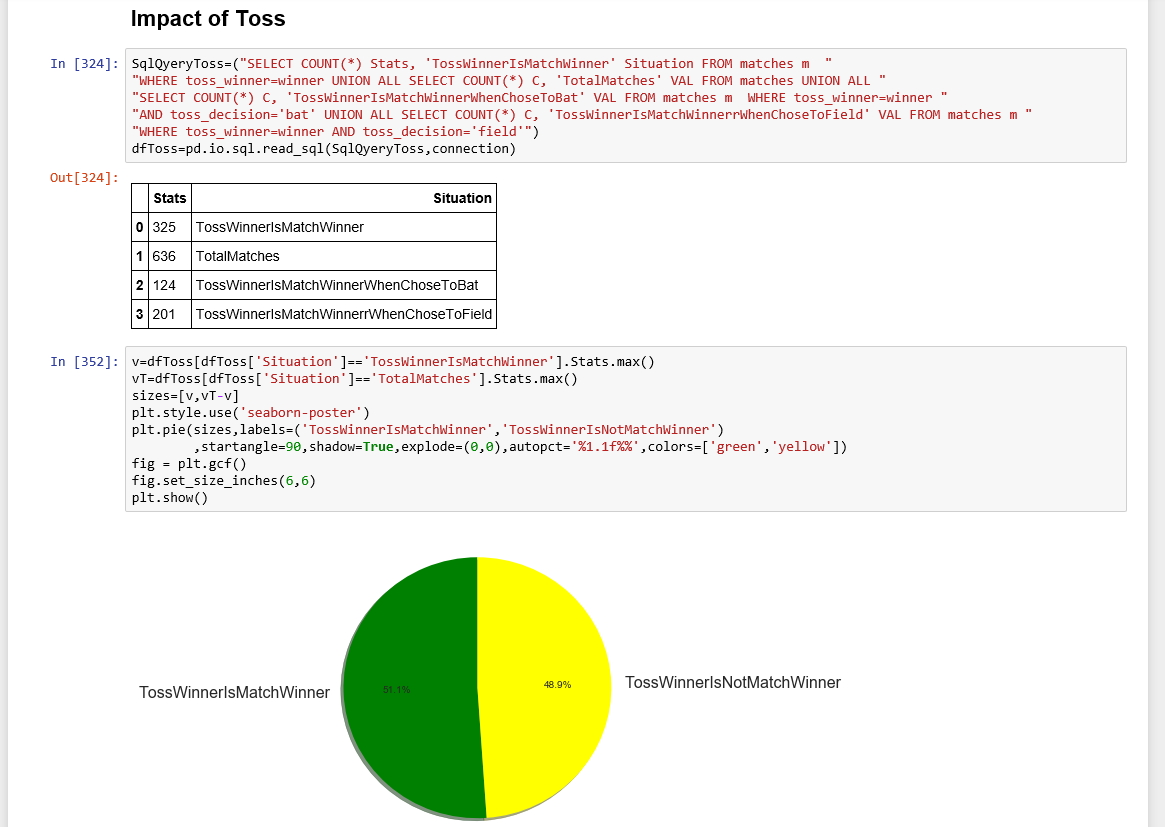 Impact of Toss
In [324]: SqlQyeryToss=("SELECT COUNT(*) Stats, 'TossWinnerIsMatchWinner' Situation FROM matches m  "
"WHERE toss_winner=winner UNION ALL SELECT COUNT(*) C, 'TotalMatches' VAL FROM matches UNION ALL "
"SELECT COUNT(*) C, 'TossWinnerIsMatchWinnerWhenChoseToBat' VAL FROM matches m  WHERE toss_winner=winner "
"AND toss_decision='bat' UNION ALL SELECT COUNT(*) C, 'TossWinnerIsMatchWinnerrWhenChoseToField' VAL FROM matches m "
"WHERE toss_winner=winner AND toss_decision='field'")
dfToss=pd.io.sql.read_sql(SqlQyeryToss,connection)
Out[324]:
Stats Situation
0 325 TossWinnerIsMatchWinner
1 636 TotalMatches
2 124 TossWinnerIsMatchWinnerWhenChoseToBat
3 201 TossWinnerIsMatchWinnerrWhenChoseToField
In [352]: v=dfToss[dfToss['Situation']=='TossWinnerIsMatchWinner'].Stats.max()
vT=dfToss[dfToss['Situation']=='TotalMatches'].Stats.max()
sizes=[v,vT-v]
plt.style.use('seaborn-poster')
plt.pie(sizes,labels=('TossWinnerIsMatchWinner','TossWinnerIsNotMatchWinner')
,startangle=90,shadow=True,explode=(0,0),autopct='%1.1f%%',colors=['green','yellow'])
fig = plt.gcf()
fig.set_size_inches(6,6)
plt.show()
TossWinnerIsMatchWinner 51.1% 48.9% TossWinnerIsNotMatchWinner